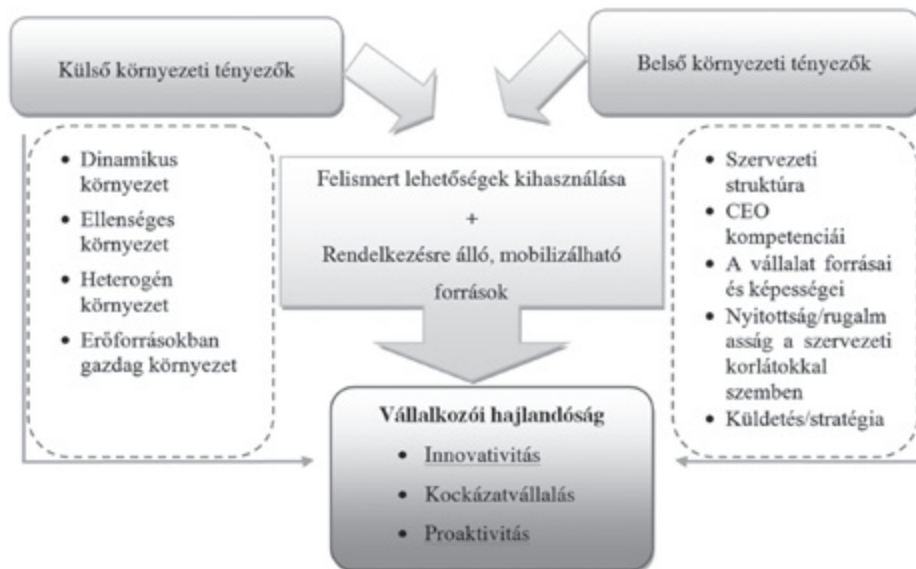 Külső környezeti tényezők
Belső környezeti tényezők
• Dinamikus
környezet
• Ellenséges
környezet
• Heterogén
környezet
• Erőforrásokban
gazdag környezet
Felismert lehetőségek kihasználása
+
Rendelkezésre álló, mobilizálható
források
• Szervezeti
struktúra
• CEO
kompetenciái
• A vállalat forrásai
és képességei
• Nyitottság/rugalm
asság a szervezeti
korlátokkal
szemben
• Küldetés/stratégia
Vállalkozói hajlandóság
• Innovativitás
• Kockázatvállalás
• Proaktivitás